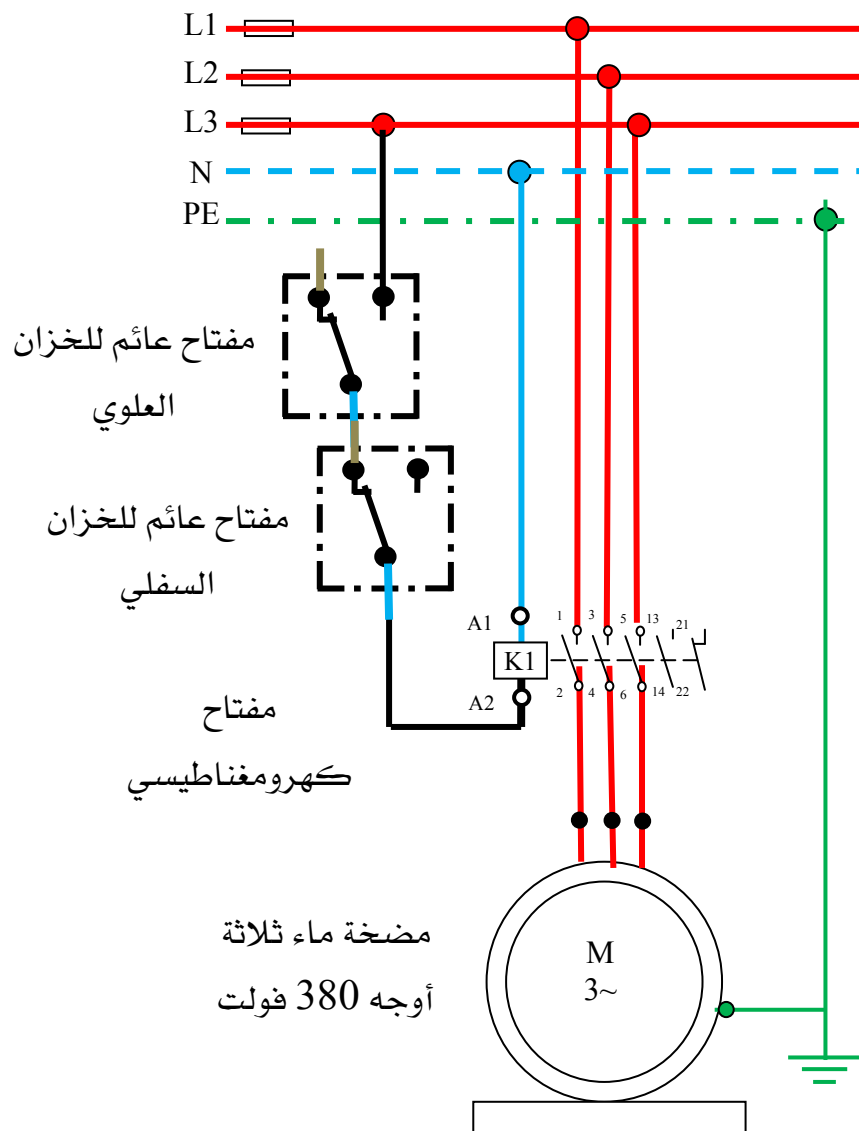 L1
L2
L3
N
PE
مفتاح عائم للخزان
العلوي
مفتاح عائم للخزان
السفلي
A1
1 3 5 13 21
K1
A2
2 4 6 14 22
مفتاح
كهرومغناطيسي
مضخة ماء ثلاثة
أوجه 380 فولت
M
3~